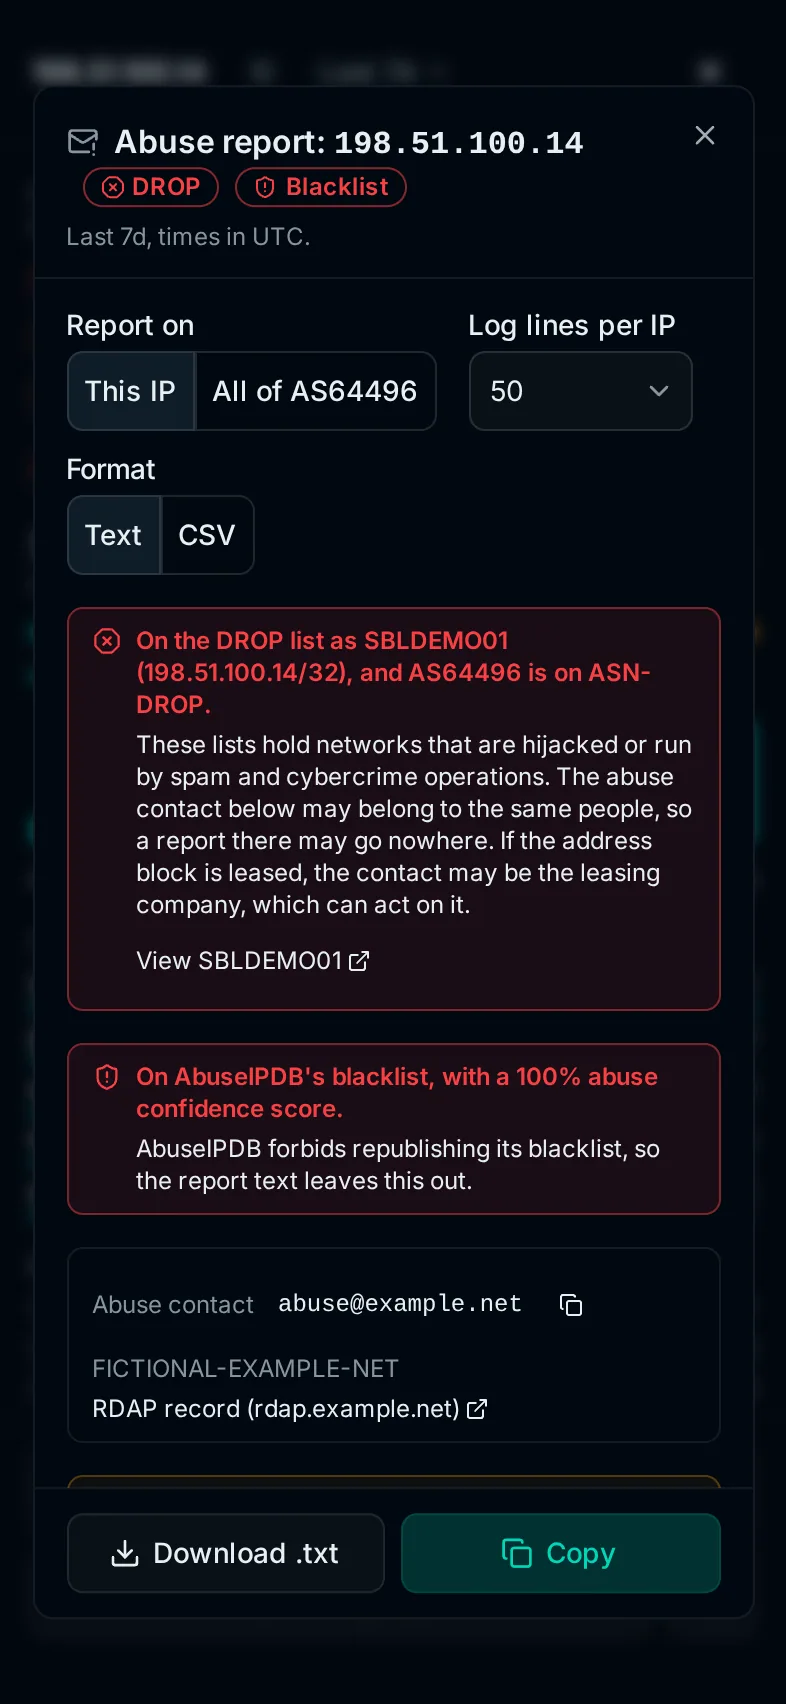 Abuse report: 198.51.100.14
DROP
Blacklist
Last 7d, times in UTC.
Report on
Log lines per IP
This IP
All of AS64496
50
Format
Text
CSV
On the DROP list as SBLDEMO01
(198.51.100.14/32), and AS64496 is on ASN-
DROP.
These lists hold networks that are hijacked or run
by spam and cybercrime operations. The abuse
contact below may belong to the same people, so
a report there may go nowhere. If the address
block is leased, the contact may be the leasing
company, which can act on it.
View SBLDEMO01
On AbuseIPDB's blacklist, with a 100% abuse
confidence score.
AbuseIPDB forbids republishing its blacklist, so
the report text leaves this out.
Abuse contact abuse@example.net
FICTIONAL-EXAMPLE-NET
RDAP record (rdap.example.net)
Download .txt
Copy